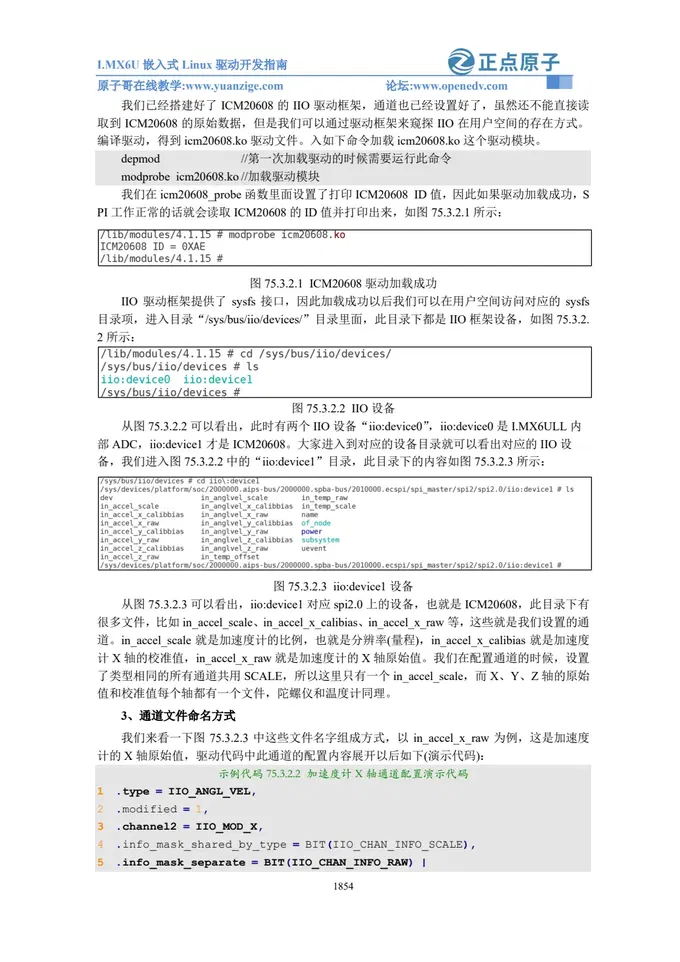 I.MX6U 嵌入式 Linux 驱动开发指南
正点原子
原子哥在线教学:www.yuanzige.com 论坛:www.openedv.com
我们已经搭建好了 ICM20608 的 IIO 驱动框架，通道也已经设置好了，虽然还不能直接读
取到 ICM20608 的原始数据，但是我们可以通过驱动框架来窥探 IIO 在用户空间的存在方式。
编译驱动，得到 icm20608.ko 驱动文件。入如下命令加载 icm20608.ko 这个驱动模块。
depmod //第一次加载驱动的时候需要运行此命令
modprobe icm20608.ko //加载驱动模块
我们在 icm20608_probe 函数里面设置了打印 ICM20608 ID 值，因此如果驱动加载成功，S
PI 工作正常的话就会读取 ICM20608 的 ID 值并打印出来，如图 75.3.2.1 所示：
/lib/modules/4.1.15 # modprobe icm20608.ko
ICM20608 ID = 0XAE
/lib/modules/4.1.15 #
图 75.3.2.1 ICM20608 驱动加载成功
IIO 驱动框架提供了 sysfs 接口，因此加载成功以后我们可以在用户空间访问对应的 sysfs
目录项，进入目录“/sys/bus/iio/devices/”目录里面，此目录下都是 IIO 框架设备，如图 75.3.2.
2 所示：
/lib/modules/4.1.15 # cd /sys/bus/iio/devices/
/sys/bus/iio/devices # ls
iio:device0 iio:device1
/sys/bus/iio/devices #
图 75.3.2.2 IIO 设备
从图 75.3.2.2 可以看出，此时有两个 IIO 设备“iio:device0”，iio:device0 是 I.MX6ULL 内
部 ADC，iio:device1 才是 ICM20608。大家进入到对应的设备目录就可以看出对应的 IIO 设
备，我们进入图 75.3.2.2 中的“iio:device1”目录，此目录下的内容如图 75.3.2.3 所示：
/sys/bus/iio/devices # cd iio\:device1
/sys/devices/platform/soc/2000000.aips-bus/2000000.spba-bus/2010000.ecspi/spi_master/spi2/spi2.0/iio:device1 # ls
dev in_anglvel_scale in_temp_raw
in_accel_scale in_anglvel_x_calibbias in_temp_scale
in_accel_x_calibbias in_anglvel_x_raw name
in_accel_x_raw in_anglvel_y_calibbias of_node
in_accel_y_calibbias in_anglvel_y_raw power
in_accel_y_raw in_anglvel_z_calibbias subsystem
in_accel_z_calibbias in_anglvel_z_raw uevent
in_accel_z_raw in_temp_offset
/sys/devices/platform/soc/2000000.aips-bus/2000000.spba-bus/2010000.ecspi/spi_master/spi2/spi2.0/iio:device1 #
图 75.3.2.3 iio:device1 设备
从图 75.3.2.3 可以看出，iio:device1 对应 spi2.0 上的设备，也就是 ICM20608，此目录下有
很多文件，比如 in_accel_scale、in_accel_x_calibias、in_accel_x_raw 等，这些就是我们设置的通
道。in_accel_scale 就是加速度计的比例，也就是分辨率(量程)，in_accel_x_calibias 就是加速度
计 X 轴的校准值，in_accel_x_raw 就是加速度计的 X 轴原始值。我们在配置通道的时候，设置
了类型相同的所有通道共用 SCALE，所以这里只有一个 in_accel_scale，而 X、Y、Z 轴的原始
值和校准值每个轴都有一个文件，陀螺仪和温度计同理。
3、通道文件命名方式
我们来看一下图 75.3.2.3 中这些文件名字组成方式，以 in_accel_x_raw 为例，这是加速度
计的 X 轴原始值，驱动代码中此通道的配置内容展开以后如下(演示代码)：
示例代码 75.3.2.2 加速度计 X 轴通道配置演示代码
1 .type = IIO_ANGL_VEL,
2 .modified = 1,
3 .channel2 = IIO_MOD_X,
4 .info_mask_shared_by_type = BIT(IIO_CHAN_INFO_SCALE),
5 .info_mask_separate = BIT(IIO_CHAN_INFO_RAW) |
1854